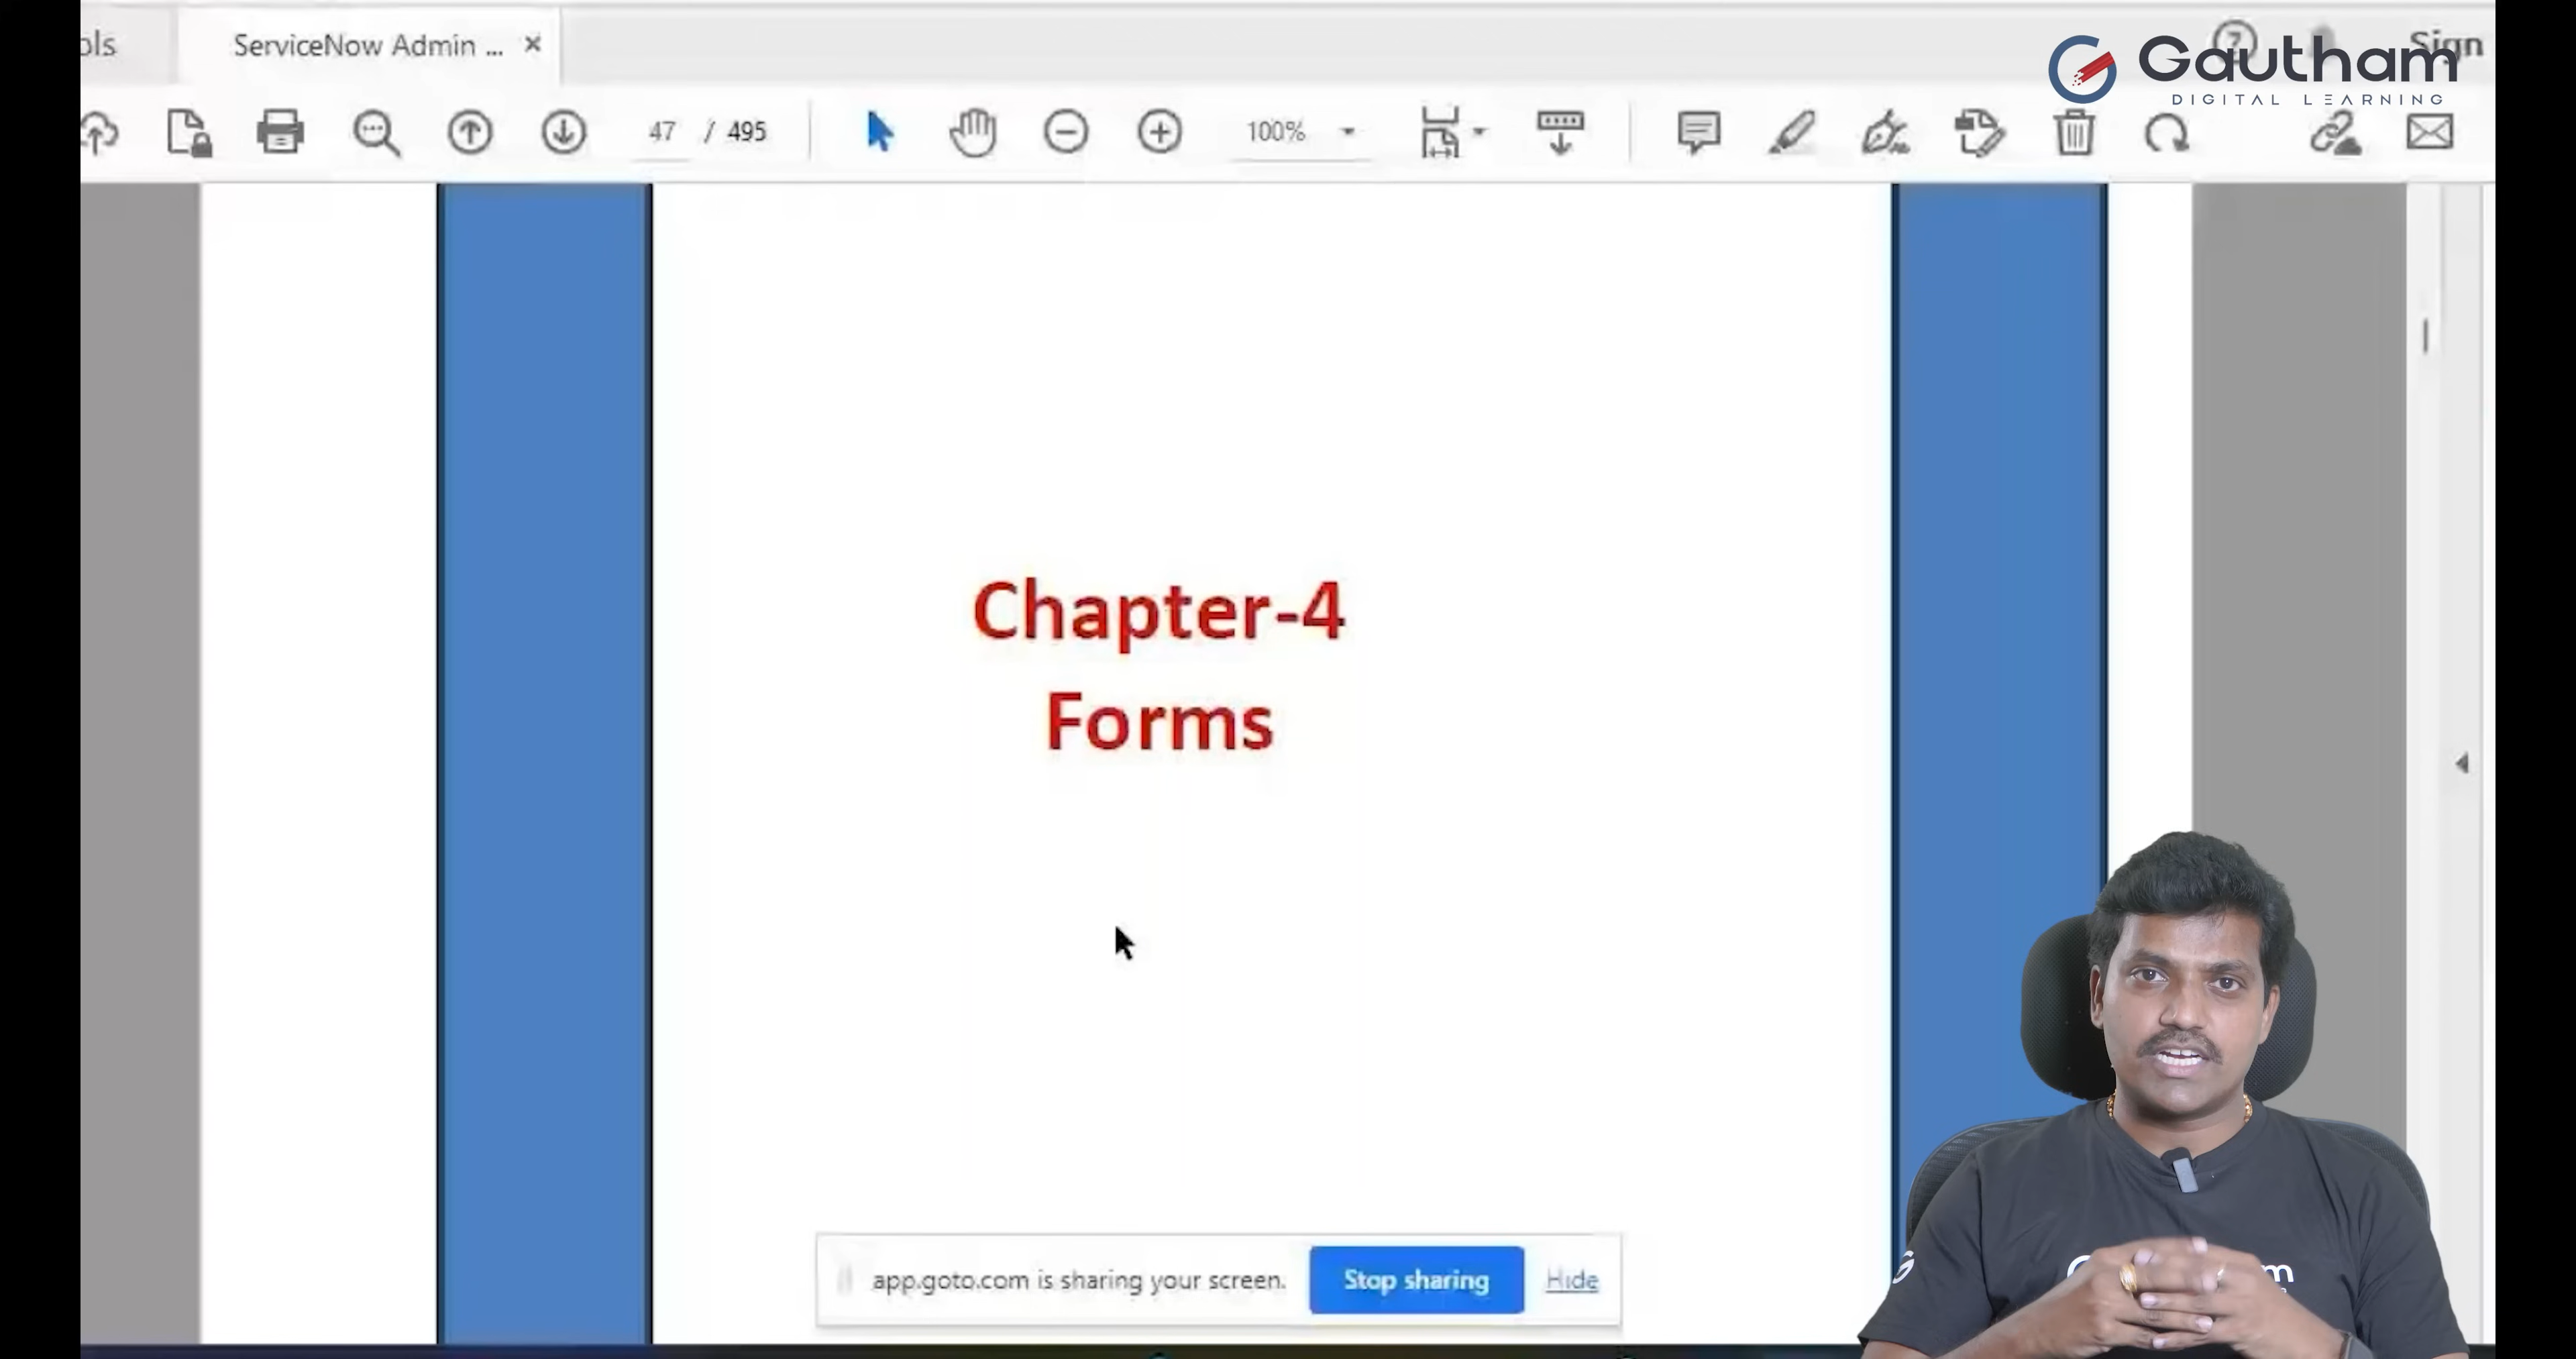 ols
ServiceNow Admin ...
Sign
Gautham
DIGITAL LEARNING
47 / 495
100%
Chapter-4
Forms
app.goto.com is sharing your screen.
Stop sharing
Hide